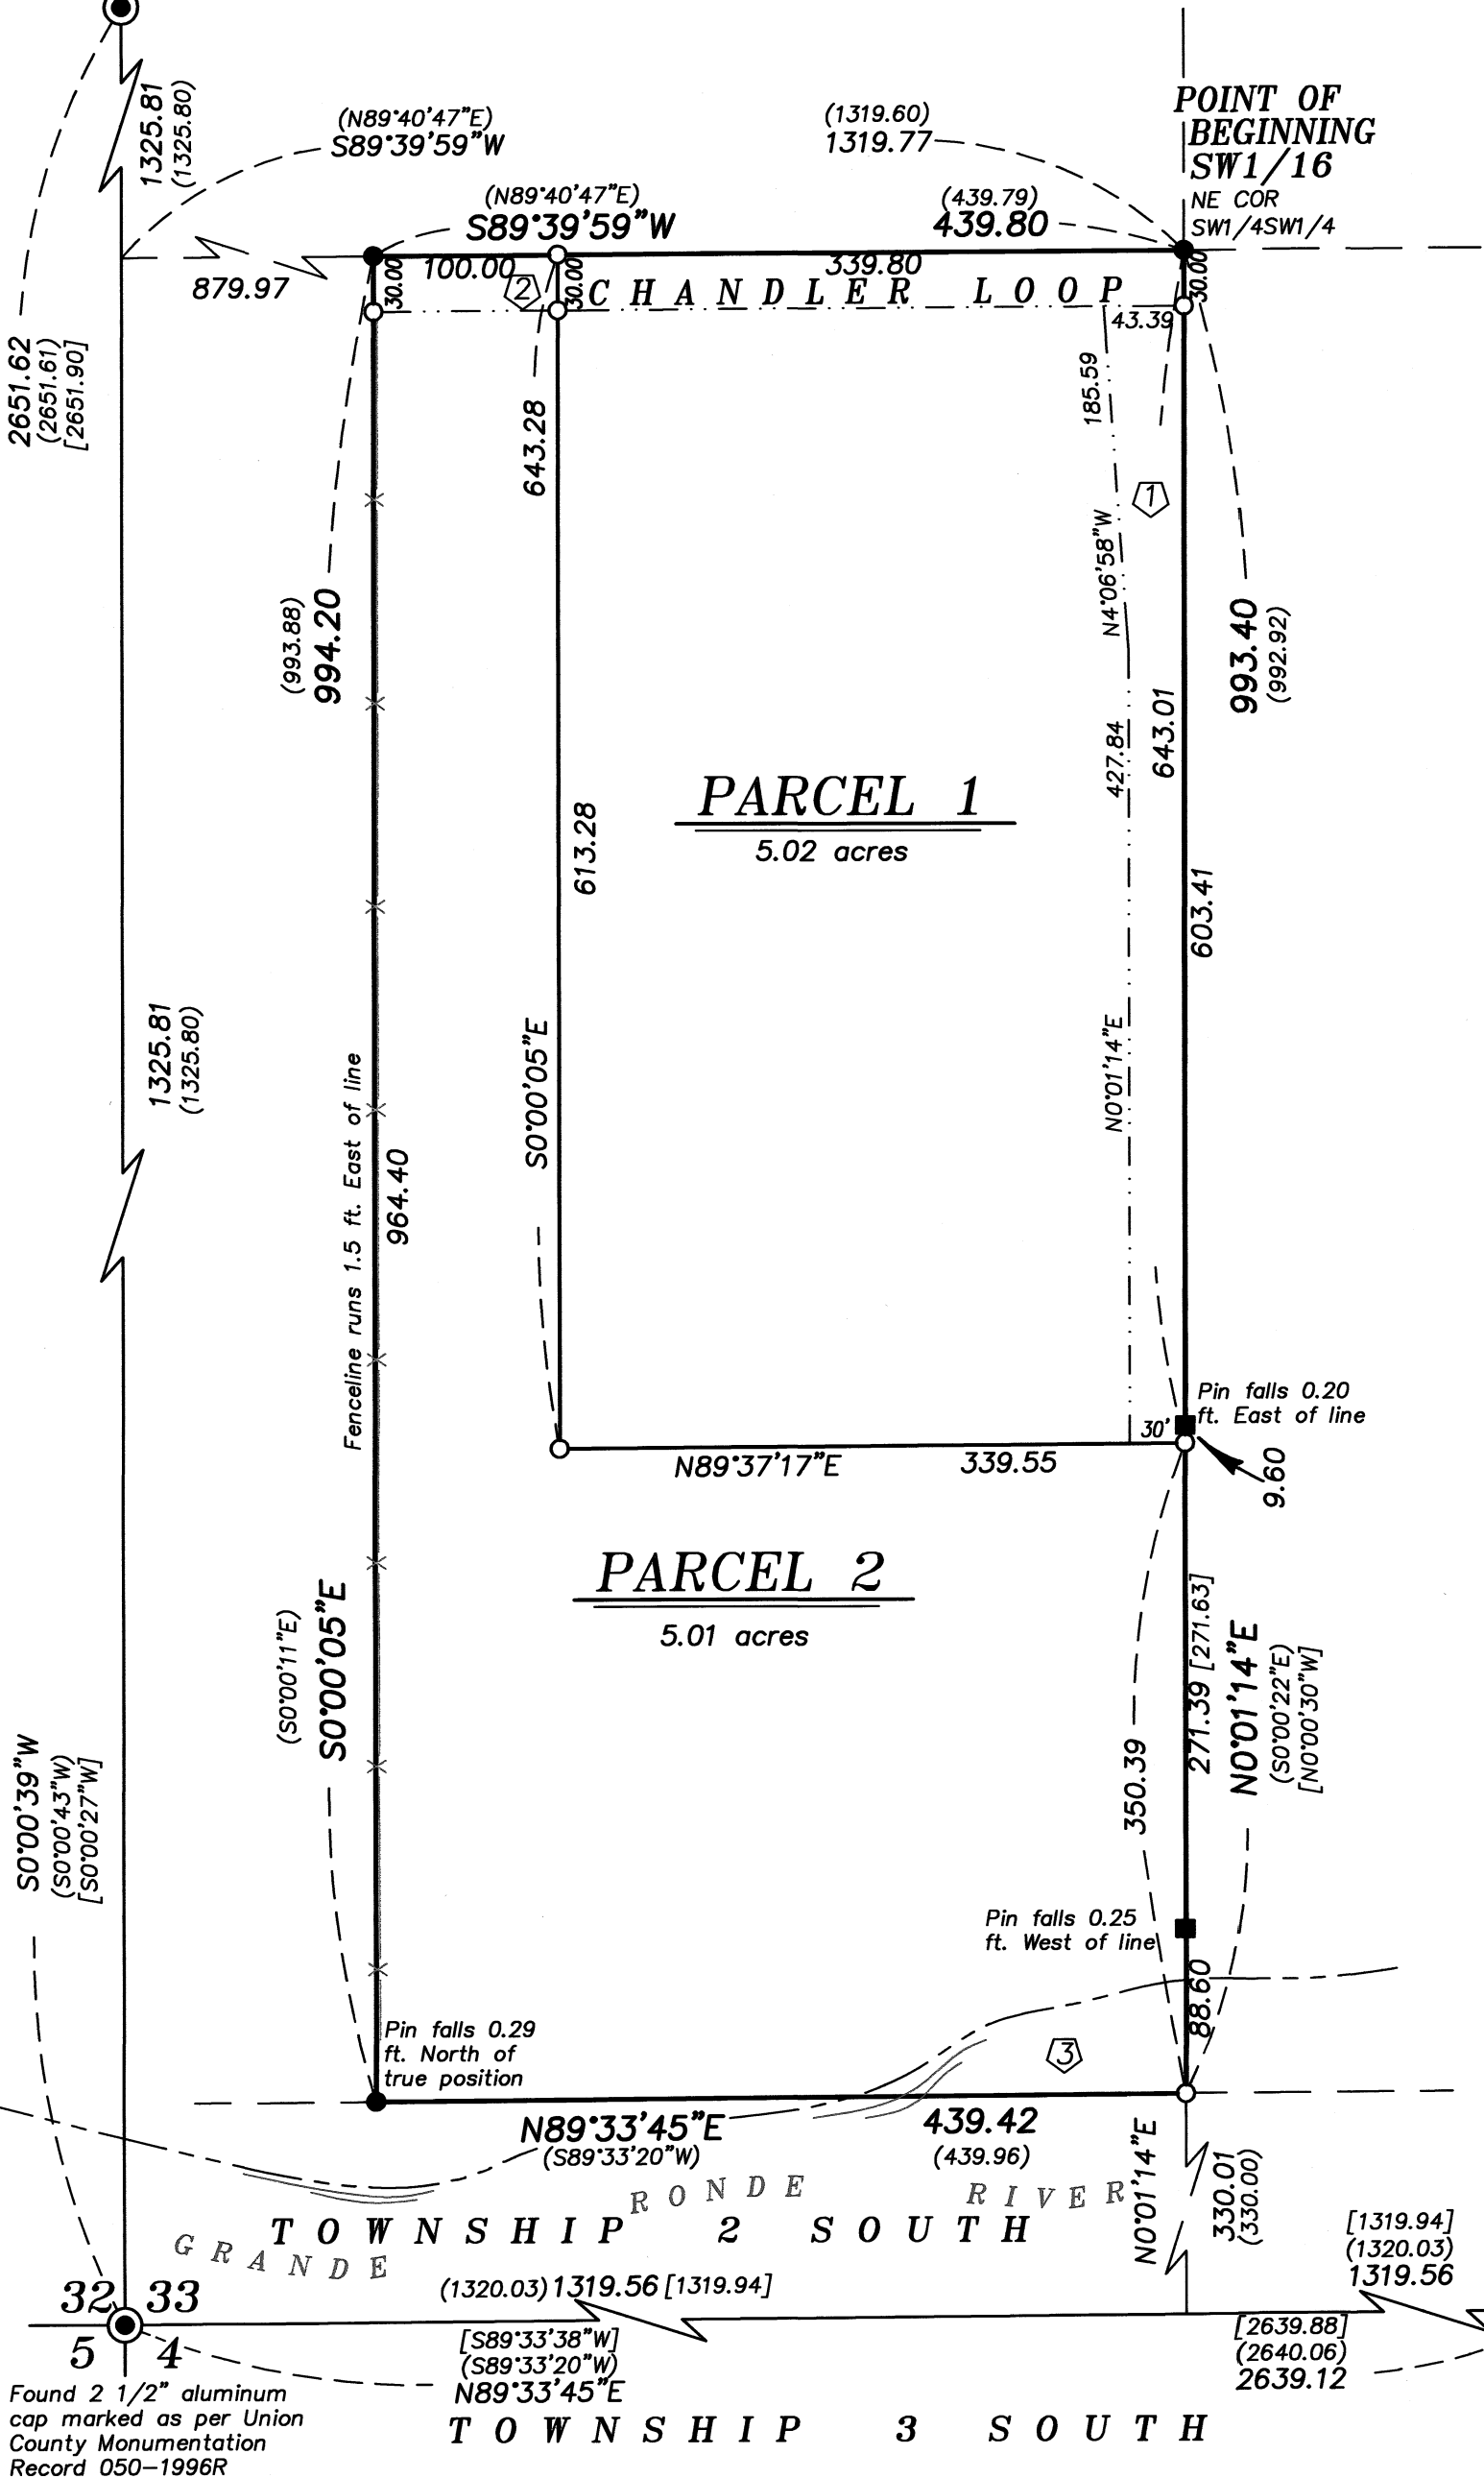 1325.81
(1325.80)
(N89°40'47"E)
S89°39'59"W
(1319.60)
1319.77
POINT OF
BEGINNING
SW1/16
NE COR
SW1/4SW1/4
(N89°40'47"E)
S89°39'59"W
(439.79)
439.80
879.97
30.00
100.00
2
30.00
339.80
30.00
CHANDLER LOOP
43.39
2651.62
(2651.61)
[2651.90]
185.59
643.28
1
N4°06'58"W
(993.88)
994.20
993.40
(992.92)
643.01
427.84
PARCEL 1
5.02 acres
613.28
603.41
1325.81
(1325.80)
S0°00'05"E
N0°01'14"E
Fenceline runs 1.5 ft. East of line
964.40
Pin falls 0.20
ft. East of line
30'
N89°37'17"E
339.55
9.60
PARCEL 2
5.01 acres
(S0°00'11"E)
S0°00'05"E
271.39 [271.63]
N0°01'14"E
(S0°00'22"E)
[N0°00'30"W]
350.39
S0°00'39"W
(S0°00'43"W)
[S0°00'27"W]
Pin falls 0.25
ft. West of line
88.60
Pin falls 0.29
ft. North of
true position
3
N89°33'45"E
(S89°33'20"W)
439.42
(439.96)
N0°01'14"E
330.01
(330.00)
GRANDE RONDE RIVER
TOWNSHIP 2 SOUTH
[1319.94]
(1320.03)
1319.56
32 33
(1320.03) 1319.56 [1319.94]
5 4
[S89°33'38"W]
(S89°33'20"W)
N89°33'45"E
[2639.88]
(2640.06)
2639.12
Found 2 1/2" aluminum
cap marked as per Union
County Monumentation
Record 050-1996R
TOWNSHIP 3 SOUTH